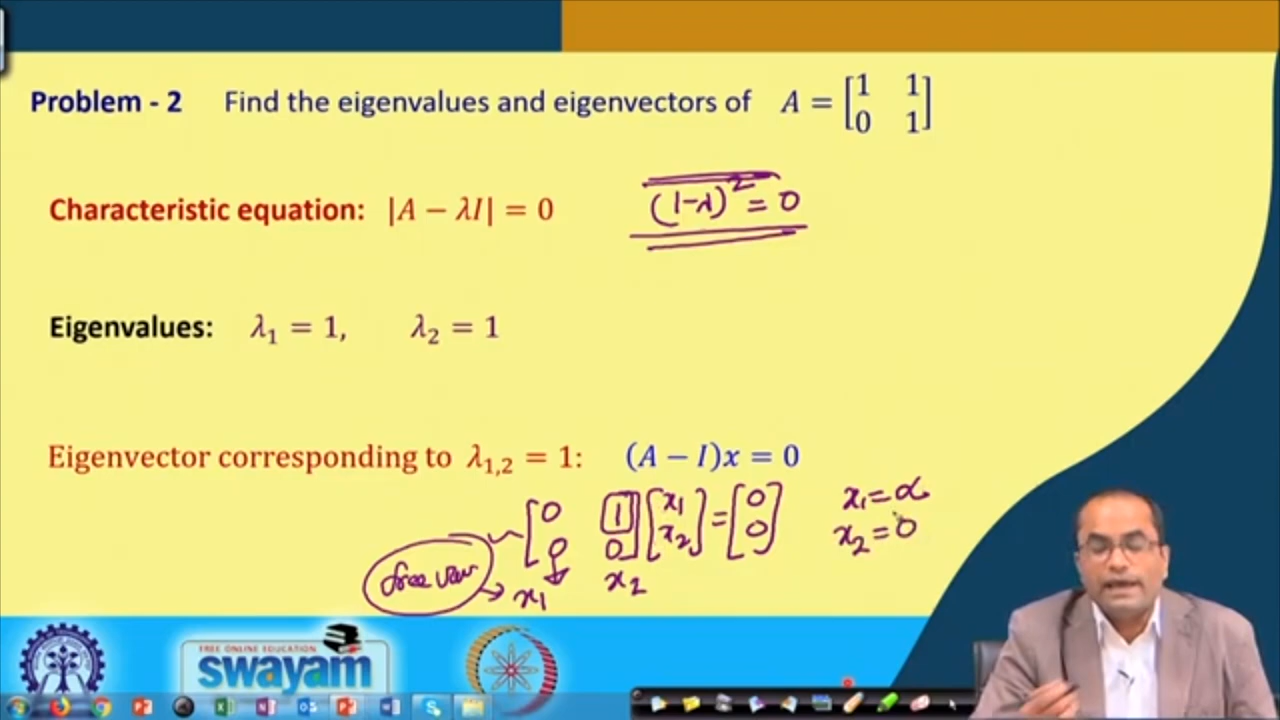 Problem - 2 Find the eigenvalues and eigenvectors of A = [1 1
0 1]
Characteristic equation: |A − λI| = 0 (1-λ)² = 0
Eigenvalues: λ₁ = 1, λ₂ = 1
Eigenvector corresponding to λ₁,₂ = 1: (A − I)x = 0
[0 1] [x₁] = [0] x₁ = α
[0 0] [x₂] [0] x₂ = 0
free var → x₁ x₂
FREE ONLINE EDUCATION
swayam